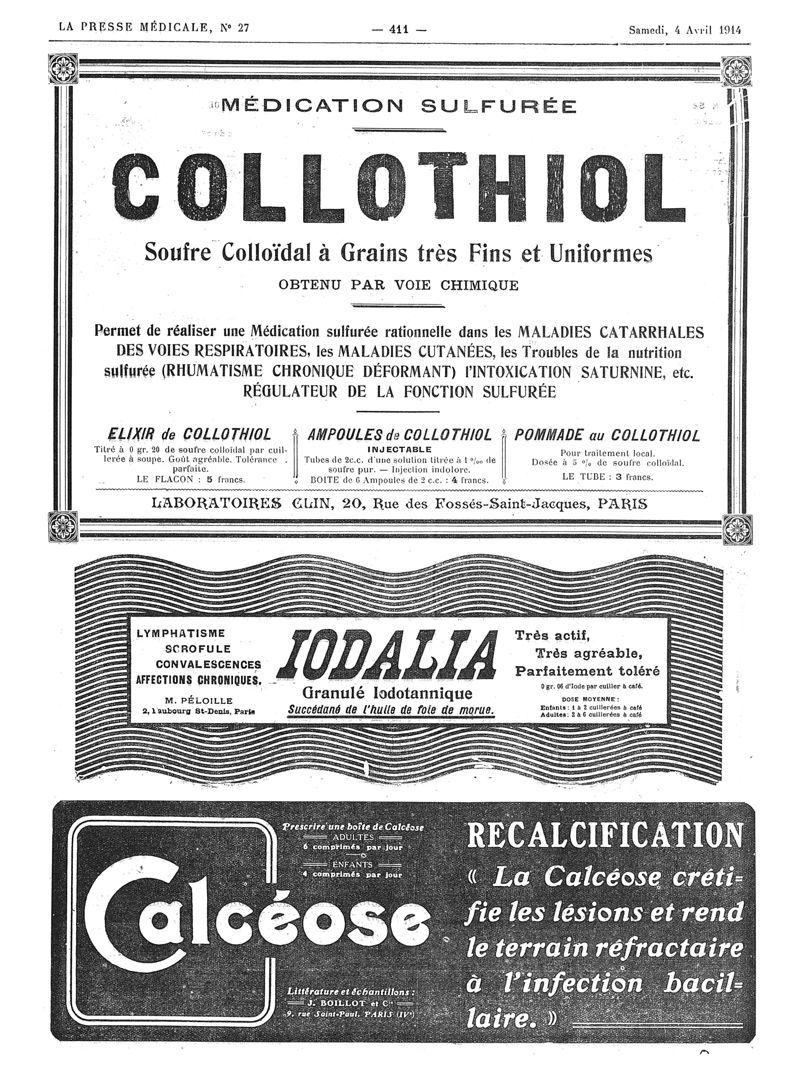 LA PRESSE MÉDICALE, N° 27 — 411 — Samedi, 4 Avril 1914
MÉDICATION SULFURÉE
COLLOTHIOL
Soufre Colloïdal à Grains très Fins et Uniformes
OBTENU PAR VOIE CHIMIQUE
Permet de réaliser une Médication sulfurée rationnelle dans les MALADIES CATARRHALES
DES VOIES RESPIRATOIRES, les MALADIES CUTANÉES, les Troubles de la nutrition
sulfurée (RHUMATISME CHRONIQUE DÉFORMANT) l'INTOXICATION SATURNINE, etc.
RÉGULATEUR DE LA FONCTION SULFURÉE
ELIXIR de COLLOTHIOL
Titré à 0 gr. 20 de soufre colloïdal par cuil-
lerée à soupe. Goût agréable. Tolérance
parfaite.
LE FLACON : 5 francs.
AMPOULES de COLLOTHIOL
INJECTABLE
Tubes de 2c.c. d'une solution titrée à 1 °/oo de
soufre pur. — Injection indolore.
BOITE de 6 Ampoules de 2 c.c. : 4 francs.
POMMADE au COLLOTHIOL
Pour traitement local.
Dosée à 5 % de soufre colloïdal.
LE TUBE : 3 francs.
LABORATOIRES CLIN, 20, Rue des Fossés-Saint-Jacques, PARIS
LYMPHATISME
SCROFULE
CONVALESCENCES
AFFECTIONS CHRONIQUES.
M. PÉLOILLE
2, Faubourg St-Denis, Paris
IODALIA
Granulé Iodotannique
Succédané de l'huile de foie de morue.
Très actif,
Très agréable,
Parfaitement toléré
0 gr. 06 d'Iode par cuiller à café.
DOSE MOYENNE :
Enfants : 1 à 2 cuillerées à café
Adultes : 2 à 6 cuillerées à café
Prescrire une boîte de Calcéose
ADULTES
6 comprimés par jour
ENFANTS
4 comprimés par jour
Calcéose
Littérature et échantillons :
J. BOILLOT et Cie
9, rue Saint-Paul. PARIS (IVe)
RECALCIFICATION
« La Calcéose créti-
fie les lésions et rend
le terrain réfractaire
à l'infection bacil-
laire. »